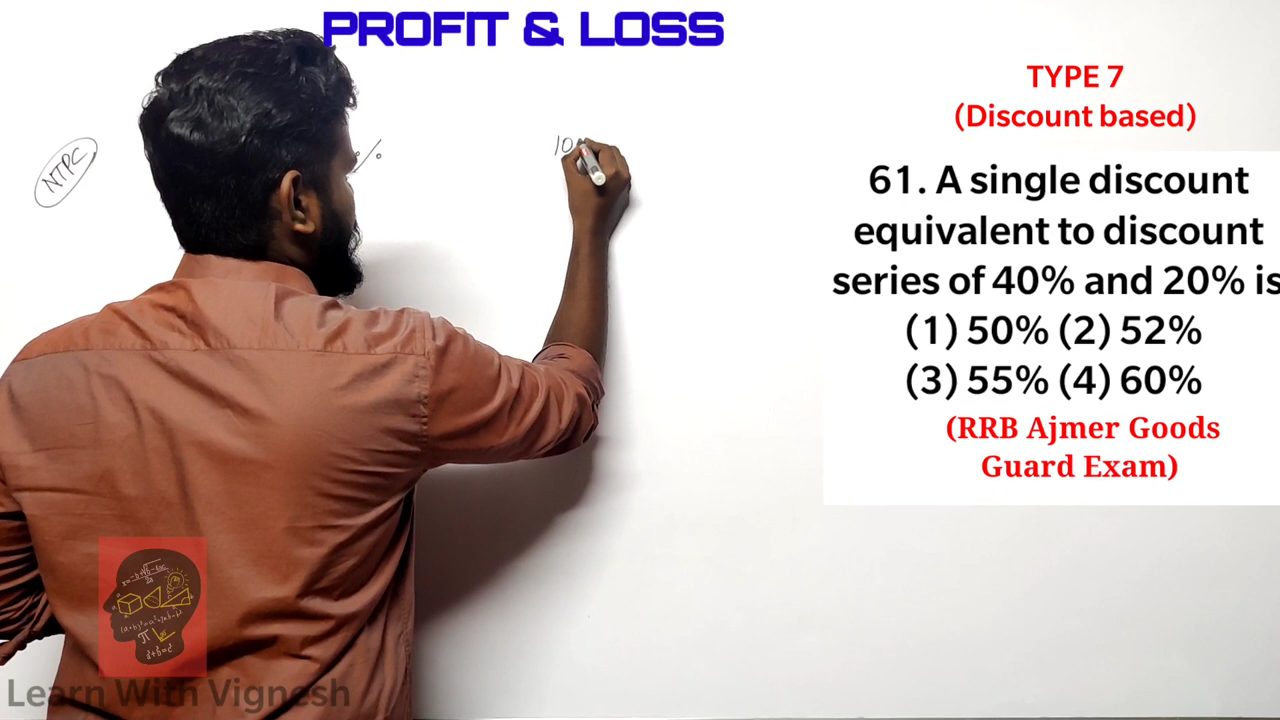 PROFIT & LOSS
TYPE 7
(Discount based)
NTPC
%
10
61. A single discount
equivalent to discount
series of 40% and 20% is
(1) 50% (2) 52%
(3) 55% (4) 60%
(RRB Ajmer Goods
Guard Exam)
Learn With Vignesh